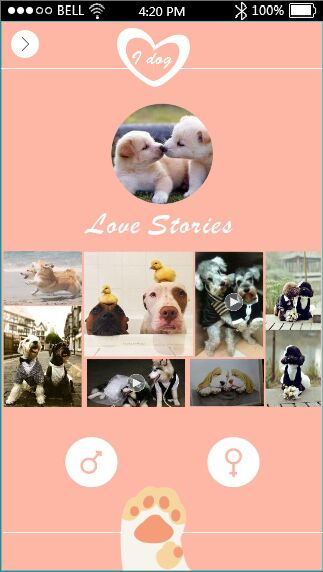 BELL 4:20 PM 100%
I dog
Love Stories